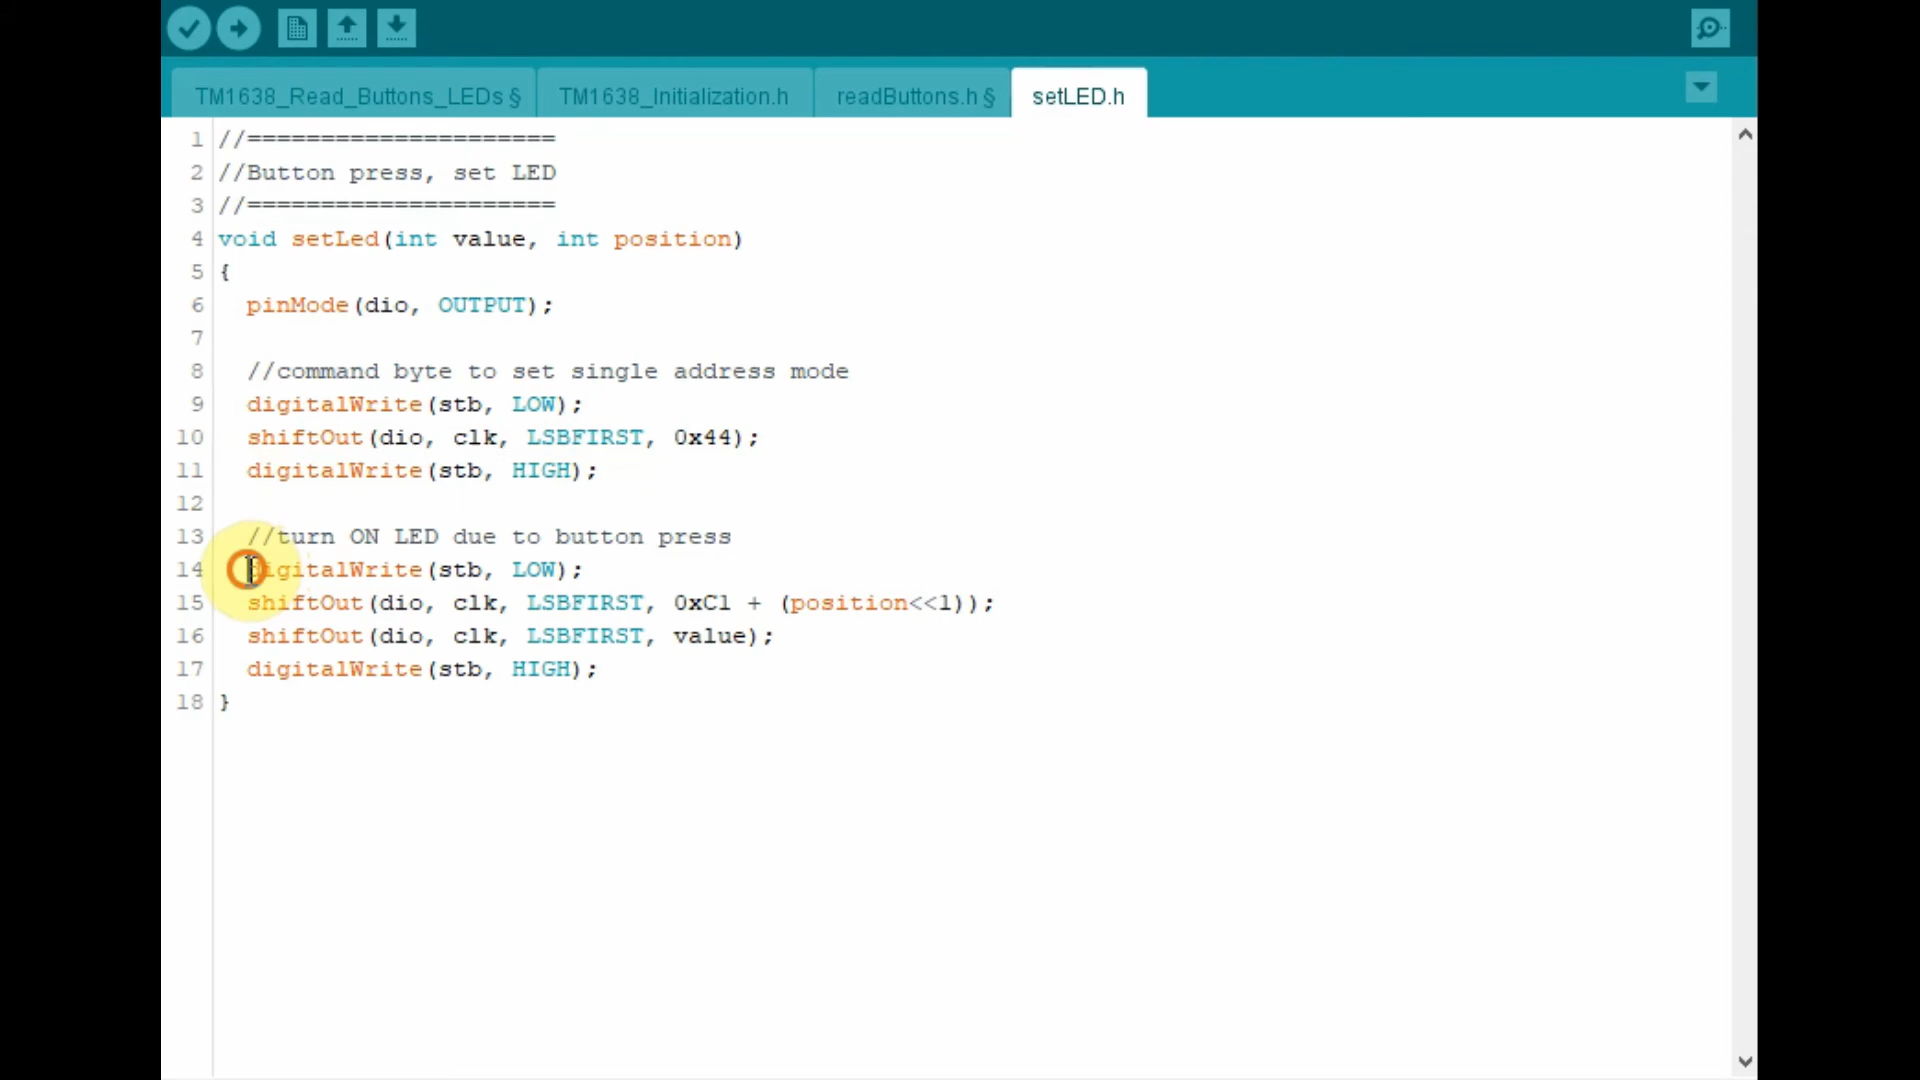 TM1638_Read_Buttons_LEDs § TM1638_Initialization.h readButtons.h § setLED.h
1 //=====================
2 //Button press, set LED
3 //=====================
4 void setLed(int value, int position)
5 {
6 pinMode(dio, OUTPUT);
7
8 //command byte to set single address mode
9 digitalWrite(stb, LOW);
10 shiftOut(dio, clk, LSBFIRST, 0x44);
11 digitalWrite(stb, HIGH);
12
13 //turn ON LED due to button press
14 digitalWrite(stb, LOW);
15 shiftOut(dio, clk, LSBFIRST, 0xC1 + (position<<1));
16 shiftOut(dio, clk, LSBFIRST, value);
17 digitalWrite(stb, HIGH);
18 }